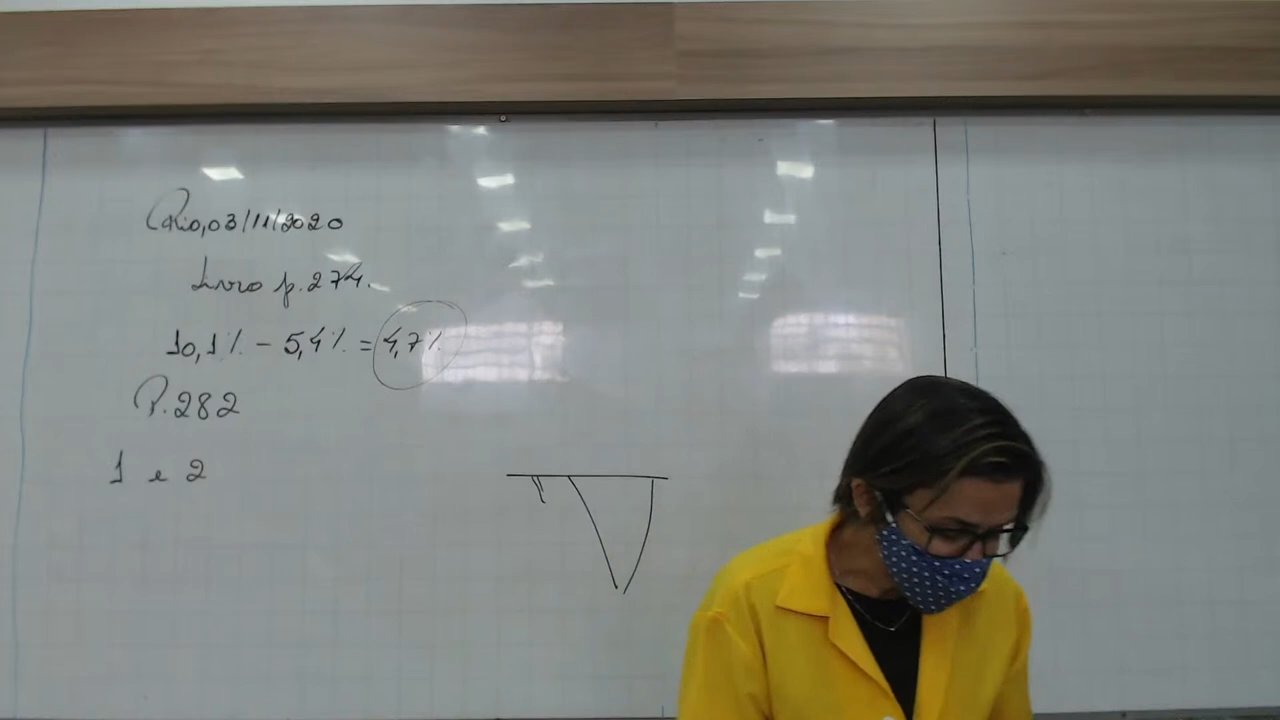 Rio, 03/11/2020
Livro p. 274.
10,1% - 5,4% = 4,7%
P. 282
1 e 2